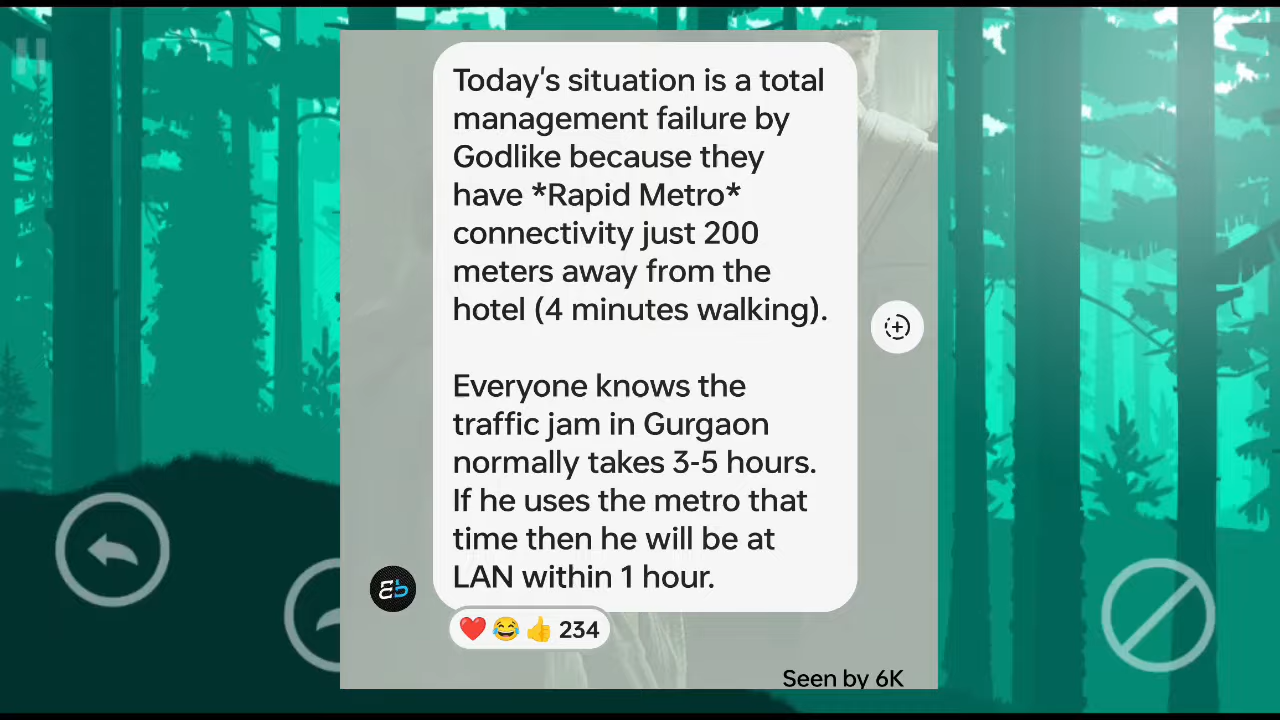 Today's situation is a total
management failure by
Godlike because they
have *Rapid Metro*
connectivity just 200
meters away from the
hotel (4 minutes walking).
Everyone knows the
traffic jam in Gurgaon
normally takes 3-5 hours.
If he uses the metro that
time then he will be at
LAN within 1 hour.
❤️😂👍 234
Seen by 6K